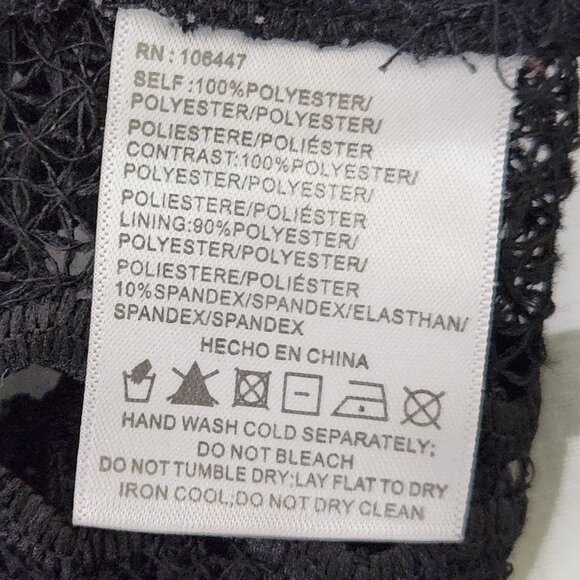 RN : 106447
SELF :100%POLYESTER/
POLYESTER/POLYESTER/
POLIESTERE/POLIÉSTER
CONTRAST:100%POLYESTER/
POLYESTER/POLYESTER/
POLIESTERE/POLIÉSTER
LINING:90%POLYESTER/
POLYESTER/POLYESTER/
POLIESTERE/POLIÉSTER
10%SPANDEX/SPANDEX/ELASTHAN/
SPANDEX/SPANDEX
HECHO EN CHINA
HAND WASH COLD SEPARATELY;
DO NOT BLEACH
DO NOT TUMBLE DRY;LAY FLAT TO DRY
IRON COOL;DO NOT DRY CLEAN